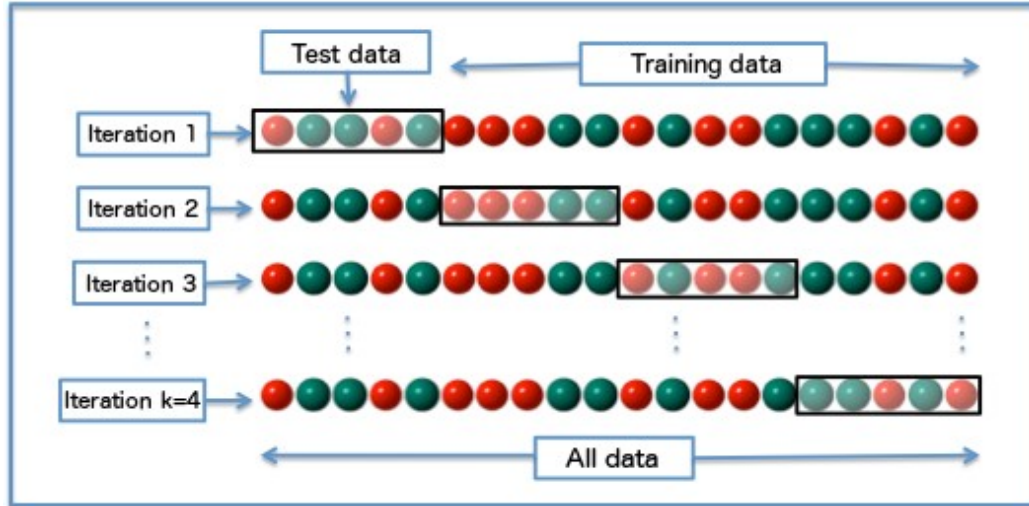 Test data
Training data
Iteration 1
Iteration 2
Iteration 3
Iteration k=4
All data